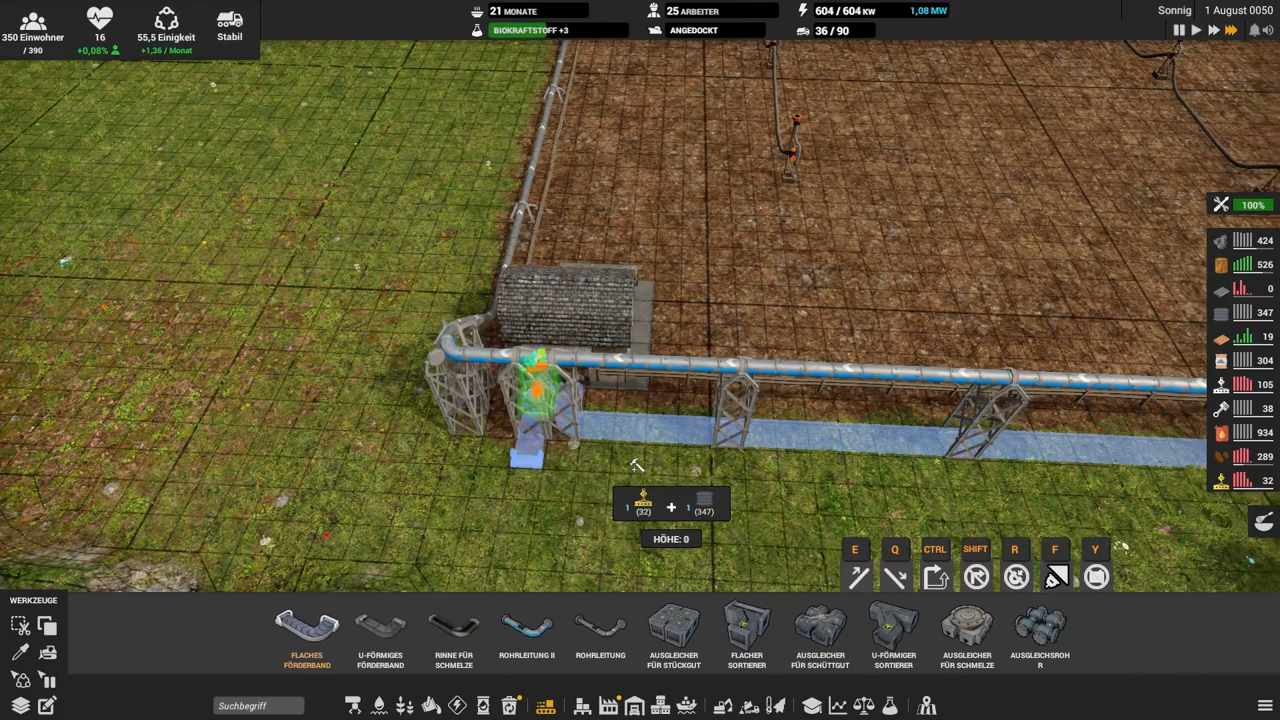 350 Einwohner
/ 390
16
+0,08%
55,5 Einigkeit
+1,36 / Monat
Stabil
21 MONATE
BIOKRAFTSTOFF +3
25 ARBEITER
ANGEDOCKT
604 / 604 KW
1,08 MW
36 / 90
Sonnig
1 August 0050
100%
424
526
0
347
19
304
105
38
934
289
32
1
(32)
1
(347)
HÖHE: 0
E
Q
CTRL
SHIFT
R
F
Y
WERKZEUGE
FLACHES
FÖRDERBAND
U-FÖRMIGES
FÖRDERBAND
RINNE FÜR
SCHMELZE
ROHRLEITUNG II
ROHRLEITUNG
AUSGLEICHER
FÜR STÜCKGUT
FLACHER
SORTIERER
AUSGLEICHER
FÜR SCHÜTTGUT
U-FÖRMIGER
SORTIERER
AUSGLEICHER
FÜR SCHMELZE
AUSGLEICHSROH
R
Suchbegriff